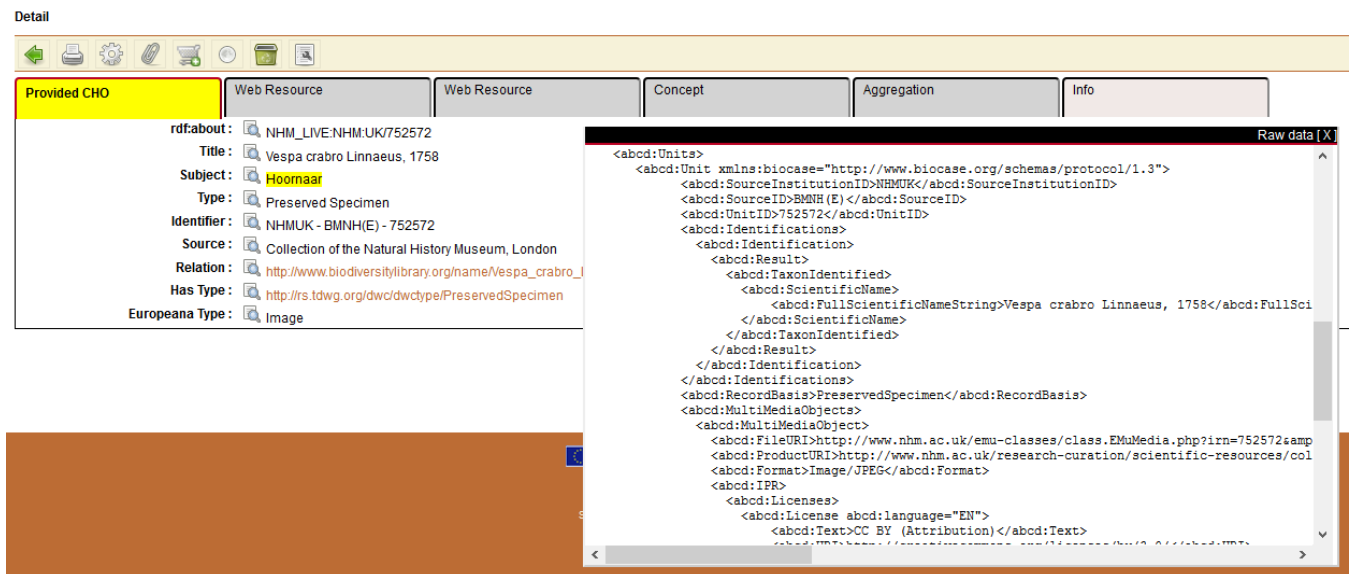 Detail
Provided CHO
Web Resource
Web Resource
Concept
Aggregation
Info
rdf:about : NHM_LIVE:NHM:UK/752572
Title : Vespa crabro Linnaeus, 1758
Subject : Hoornaar
Type : Preserved Specimen
Identifier : NHMUK - BMNH(E) - 752572
Source : Collection of the Natural History Museum, London
Relation : http://www.biodiversitylibrary.org/name/Vespa_crabro_
Has Type : http://rs.tdwg.org/dwc/dwctype/PreservedSpecimen
Europeana Type : Image
Raw data [ X ]
<abcd:Units>
<abcd:Unit xmlns:biocase="http://www.biocase.org/schemas/protocol/1.3">
<abcd:SourceInstitutionID>NHMUK</abcd:SourceInstitutionID>
<abcd:SourceID>BMNH(E)</abcd:SourceID>
<abcd:UnitID>752572</abcd:UnitID>
<abcd:Identifications>
<abcd:Identification>
<abcd:Result>
<abcd:TaxonIdentified>
<abcd:ScientificName>
<abcd:FullScientificNameString>Vespa crabro Linnaeus, 1758</abcd:FullSci
</abcd:ScientificName>
</abcd:TaxonIdentified>
</abcd:Result>
</abcd:Identification>
</abcd:Identifications>
<abcd:RecordBasis>PreservedSpecimen</abcd:RecordBasis>
<abcd:MultiMediaObjects>
<abcd:MultiMediaObject>
<abcd:FileURI>http://www.nhm.ac.uk/emu-classes/class.EMuMedia.php?irn=752572&amp
<abcd:ProductURI>http://www.nhm.ac.uk/research-curation/scientific-resources/col
<abcd:Format>Image/JPEG</abcd:Format>
<abcd:IPR>
<abcd:Licenses>
<abcd:License abcd:language="EN">
<abcd:Text>CC BY (Attribution)</abcd:Text>